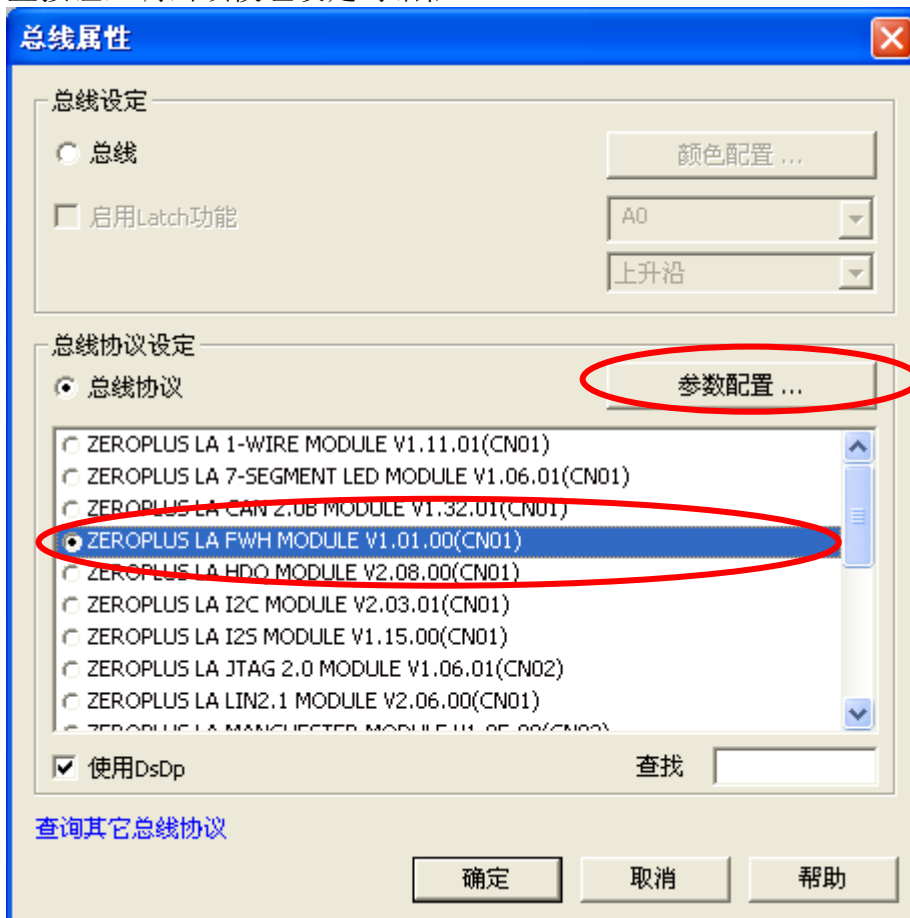 总线属性
总线设定
总线
颜色配置 ...
启用Latch功能
A0
上升沿
总线协议设定
总线协议
参数配置 ...
ZEROPLUS LA 1-WIRE MODULE V1.11.01(CN01)
ZEROPLUS LA 7-SEGMENT LED MODULE V1.06.01(CN01)
ZEROPLUS LA CAN 2.0B MODULE V1.32.01(CN01)
ZEROPLUS LA FWH MODULE V1.01.00(CN01)
ZEROPLUS LA HDQ MODULE V2.08.00(CN01)
ZEROPLUS LA I2C MODULE V2.03.01(CN01)
ZEROPLUS LA I2S MODULE V1.15.00(CN01)
ZEROPLUS LA JTAG 2.0 MODULE V1.06.01(CN02)
ZEROPLUS LA LIN2.1 MODULE V2.06.00(CN01)
ZEROPLUS LA MANCHESTER MODULE
使用DsDp
查找
查询其它总线协议
确定
取消
帮助